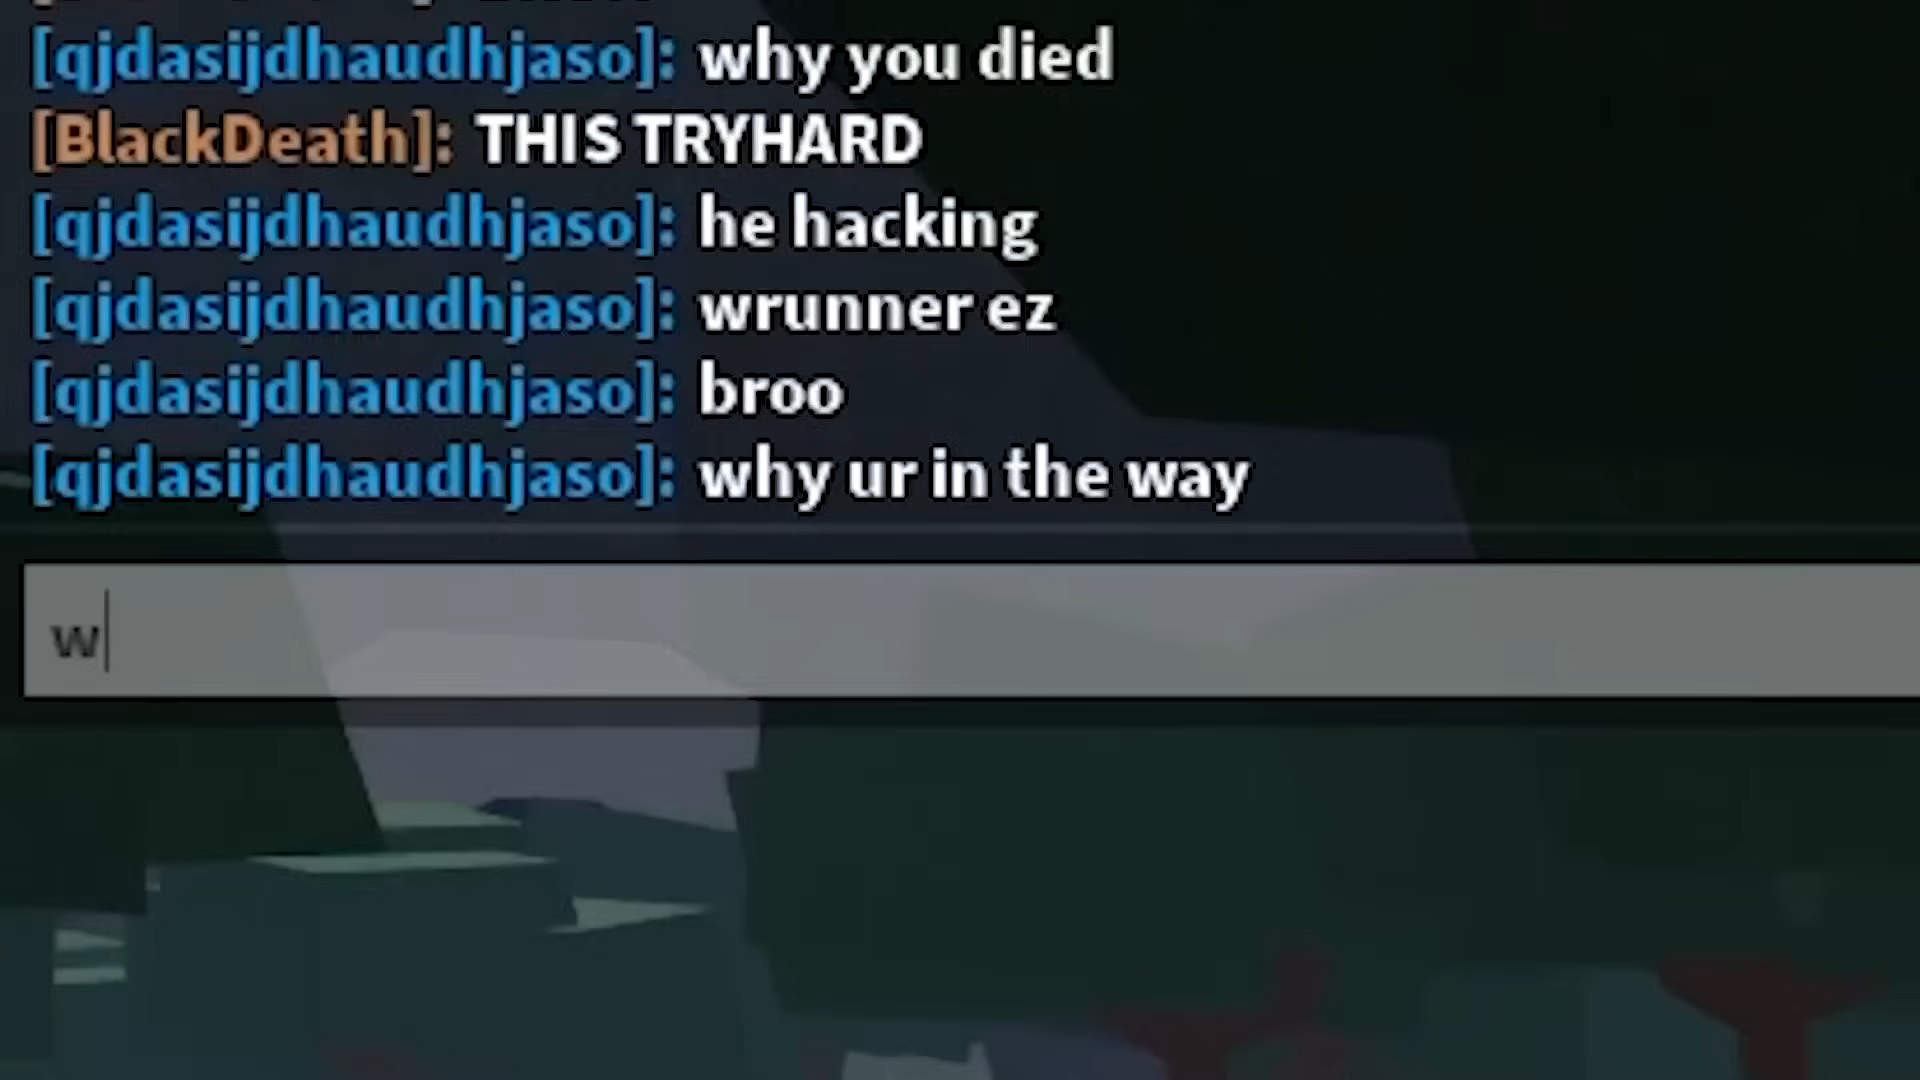 [qjdasijdhaudhjaso]: why you died
[BlackDeath]: THIS TRYHARD
[qjdasijdhaudhjaso]: he hacking
[qjdasijdhaudhjaso]: wrunner ez
[qjdasijdhaudhjaso]: broo
[qjdasijdhaudhjaso]: why ur in the way
w